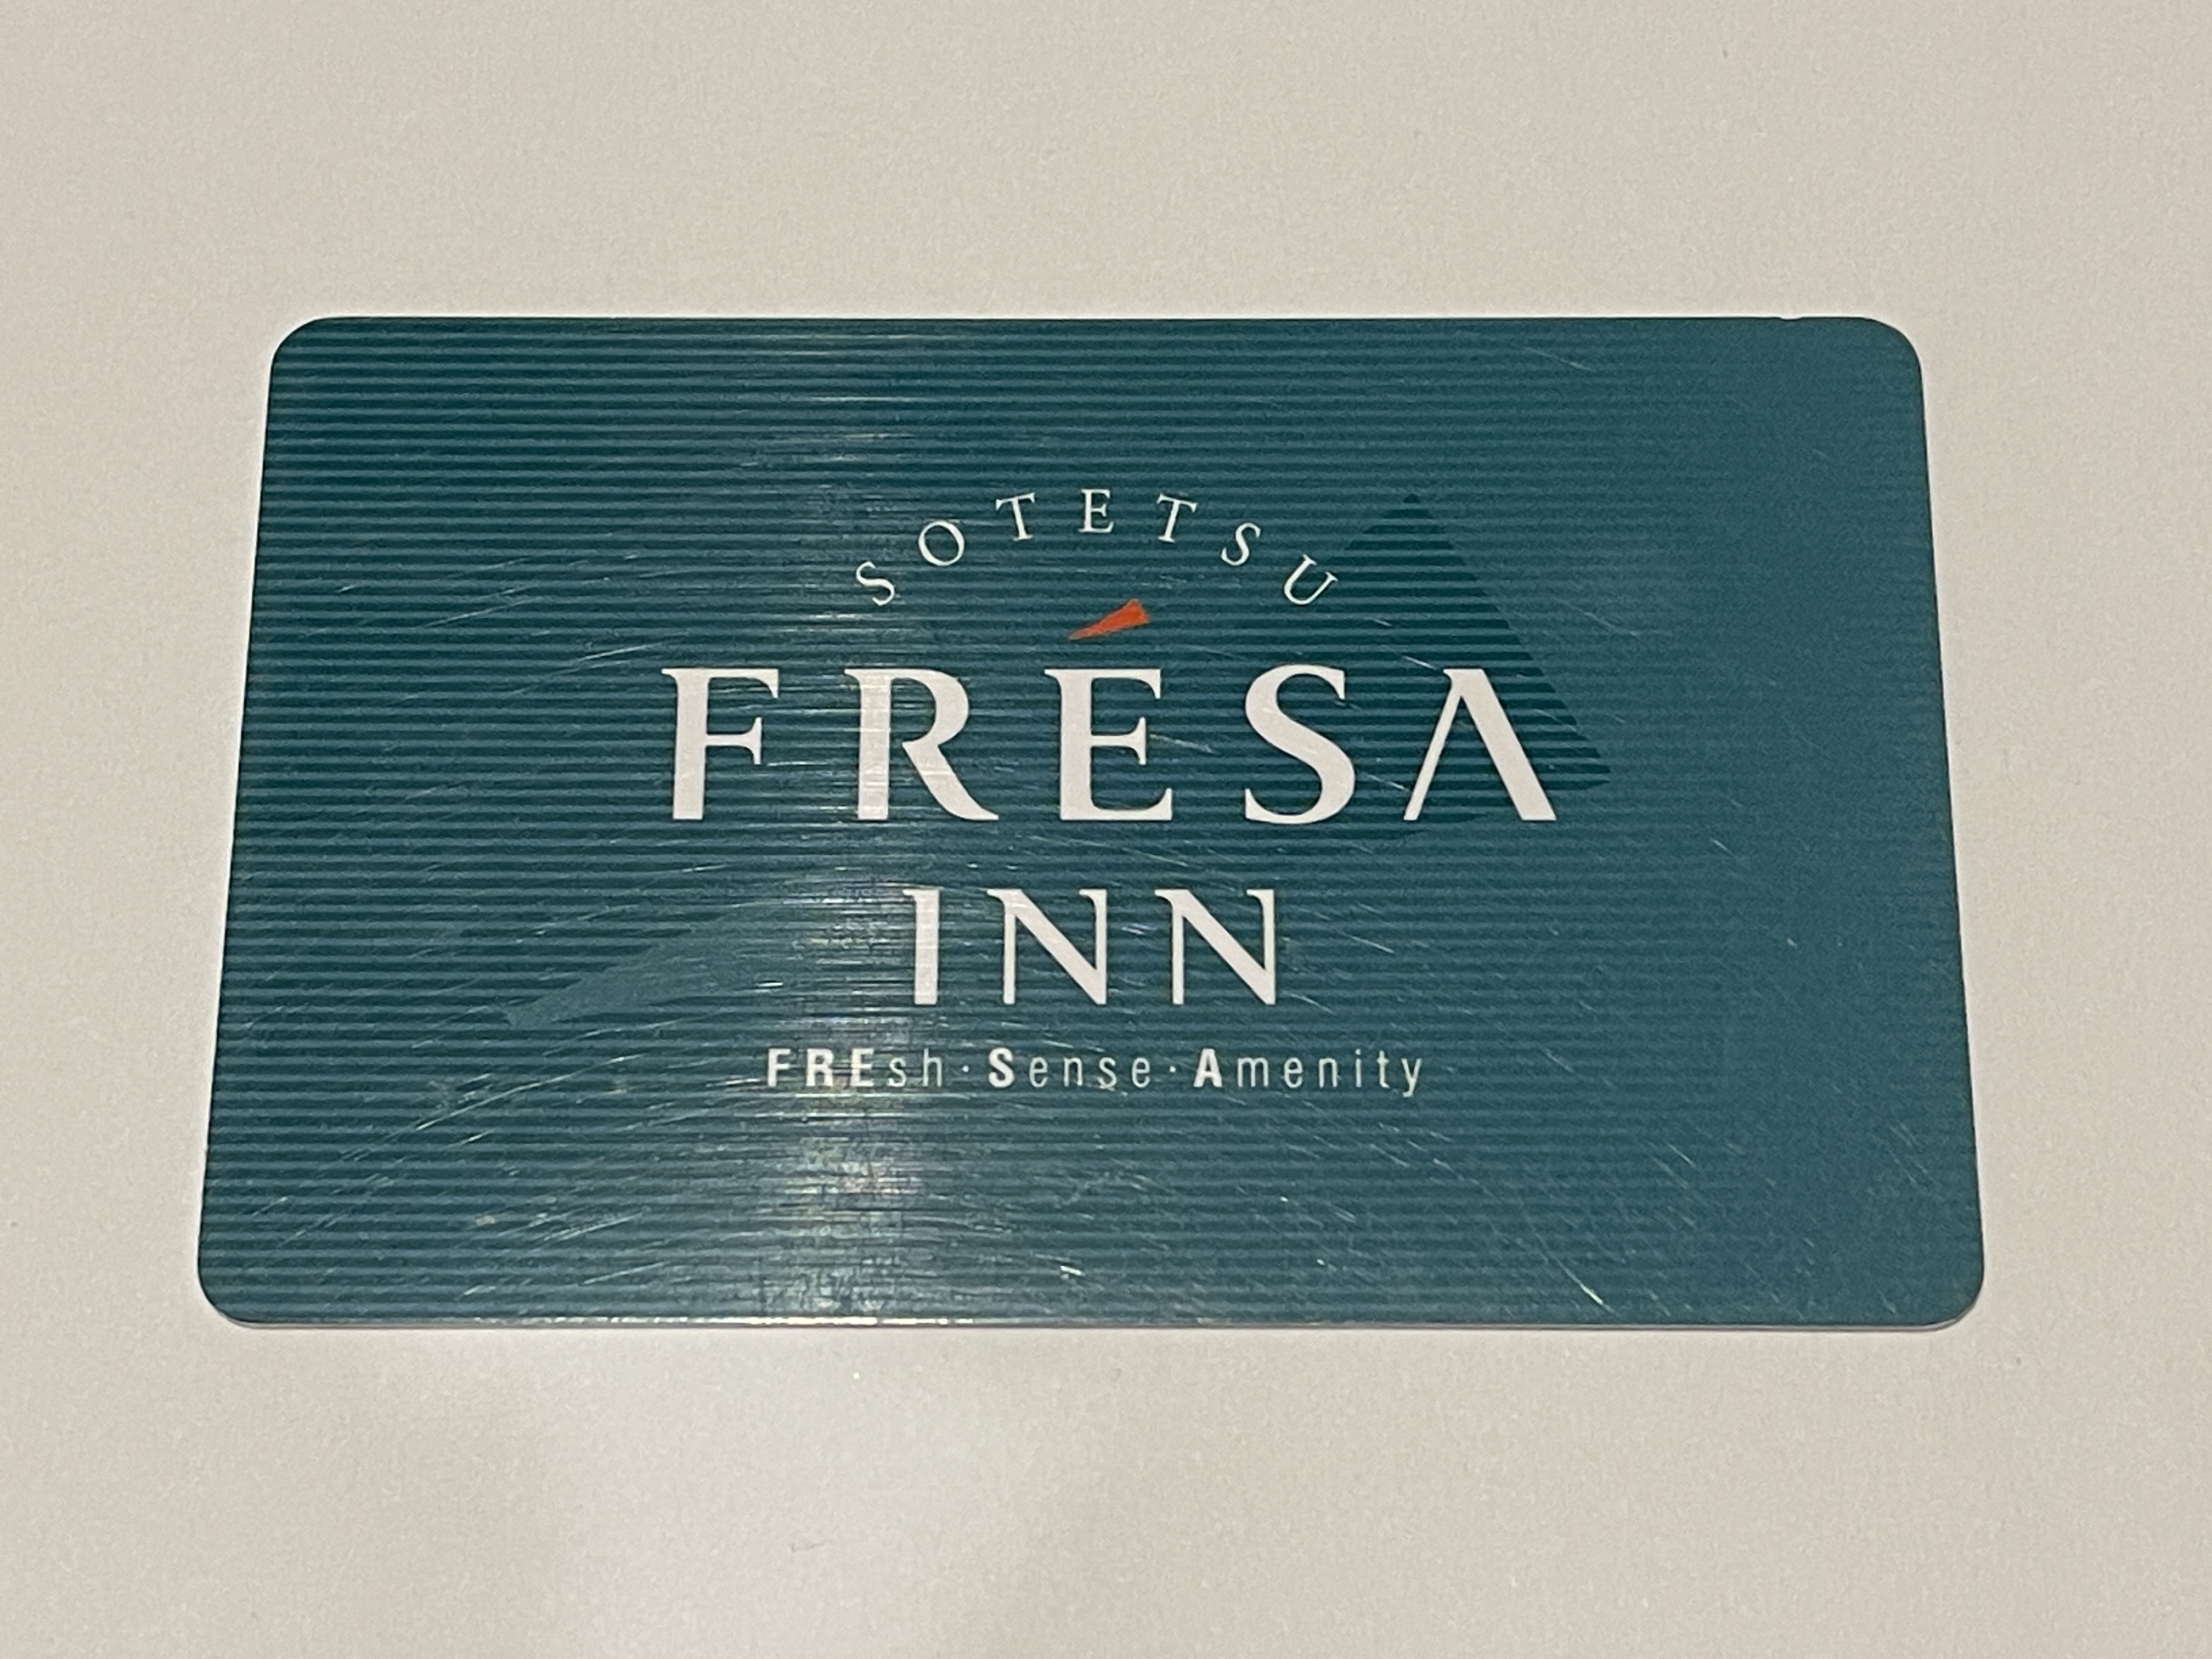 SOTETSU
FRÉSA
INN
FREsh·Sense·Amenity